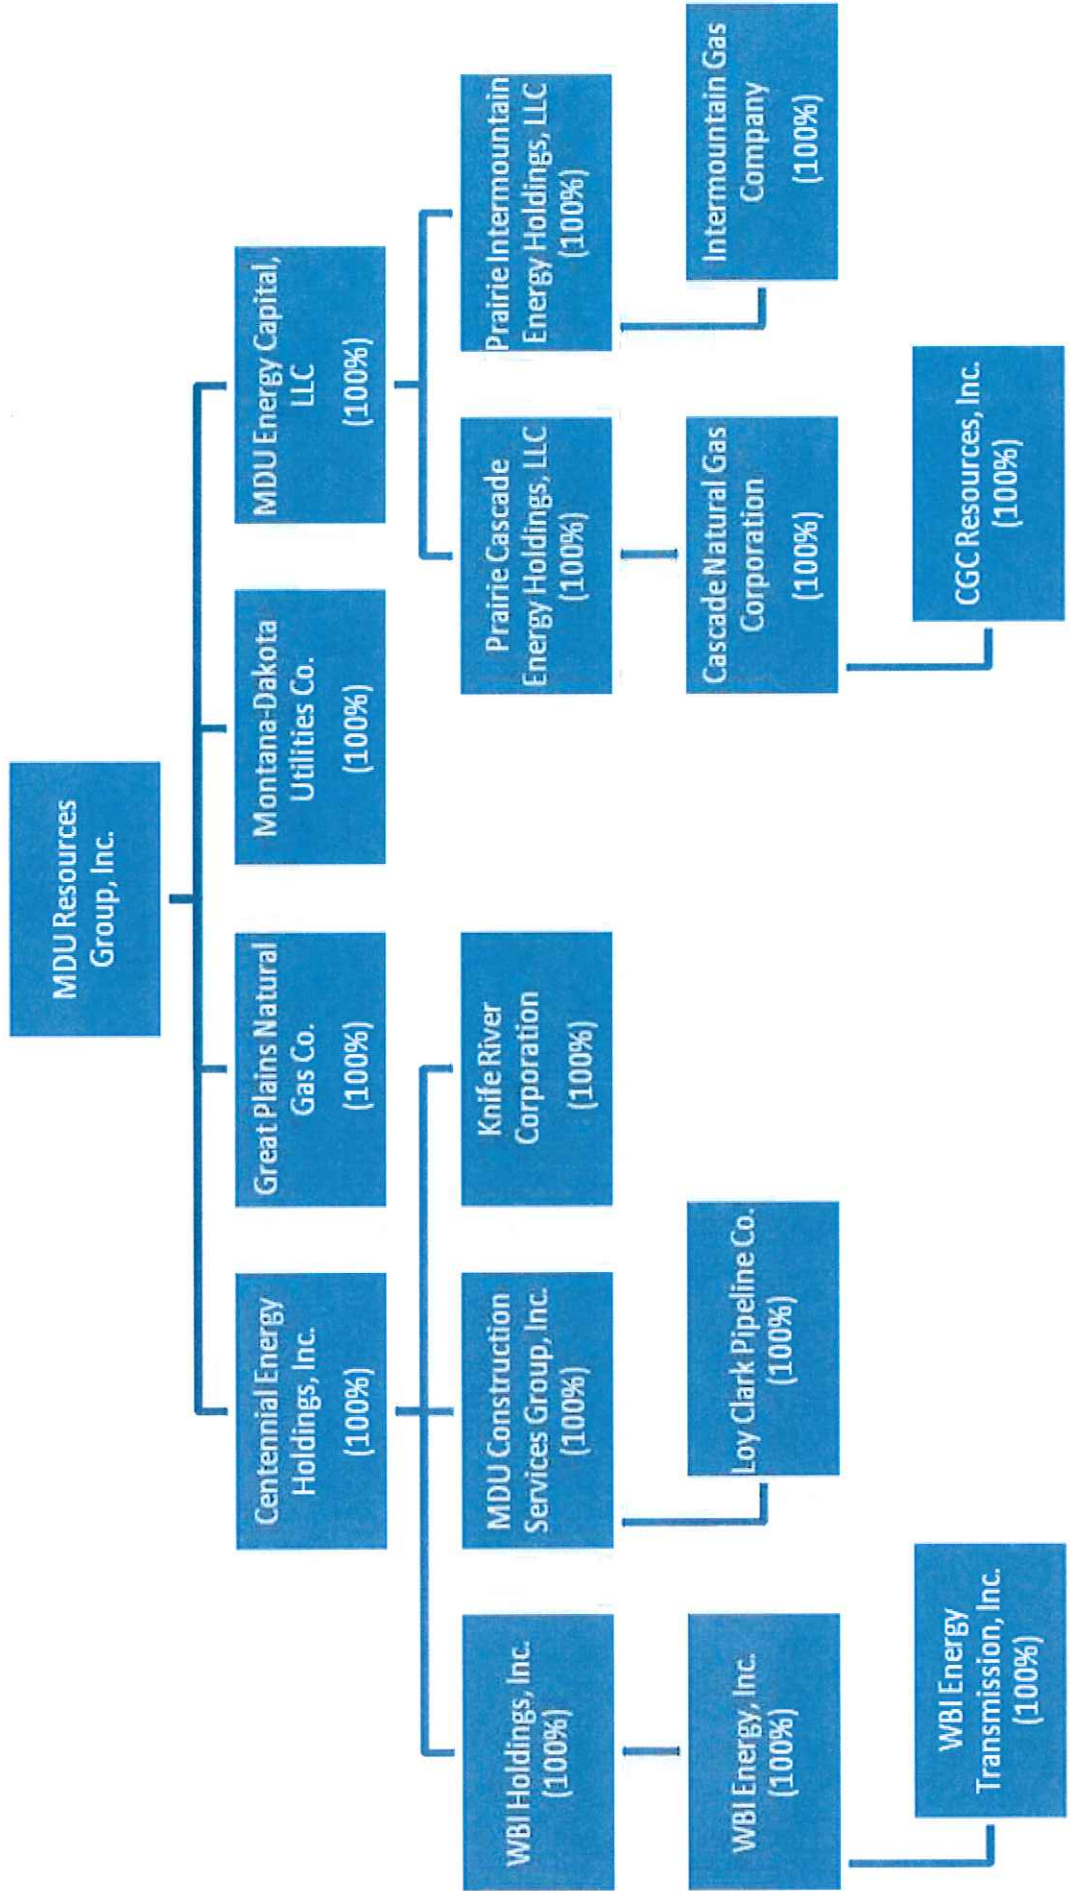 MDU Resources
Group, Inc.
Centennial Energy
Holdings, Inc.
(100%)
Great Plains Natural
Gas Co.
(100%)
Montana-Dakota
Utilities Co.
(100%)
MDU Energy Capital,
LLC
(100%)
WBI Holdings, Inc.
(100%)
MDU Construction
Services Group, Inc.
(100%)
Knife River
Corporation
(100%)
Prairie Cascade
Energy Holdings, LLC
(100%)
Prairie Intermountain
Energy Holdings, LLC
(100%)
WBI Energy, Inc.
(100%)
Loy Clark Pipeline Co.
(100%)
Cascade Natural Gas
Corporation
(100%)
Intermountain Gas
Company
(100%)
WBI Energy
Transmission, Inc.
(100%)
CGC Resources, Inc.
(100%)